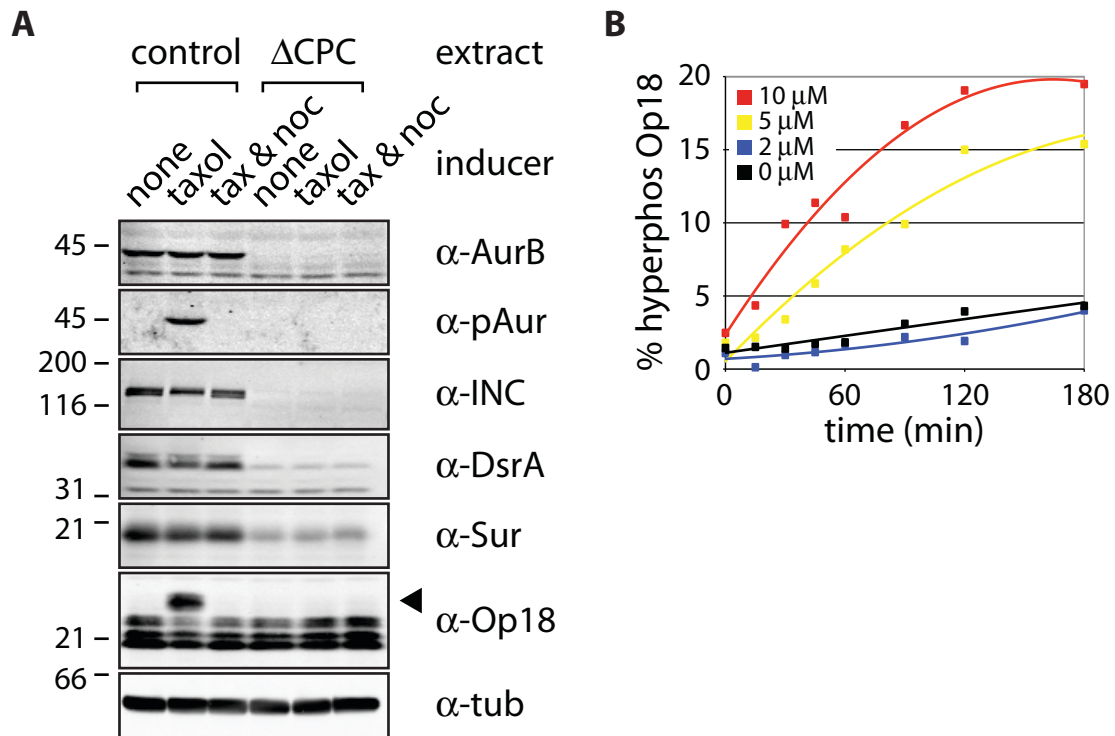 A
control ΔCPC extract
none taxol tax & noc none taxol tax & noc inducer
45 α-AurB
45 α-pAur
200
116 α-INC
α-DsrA
31
21 α-Sur
α-Op18
21
66
α-tub
B
% hyperphos Op18
20
15
10
5
0
10 μM
5 μM
2 μM
0 μM
0 60 120 180
time (min)